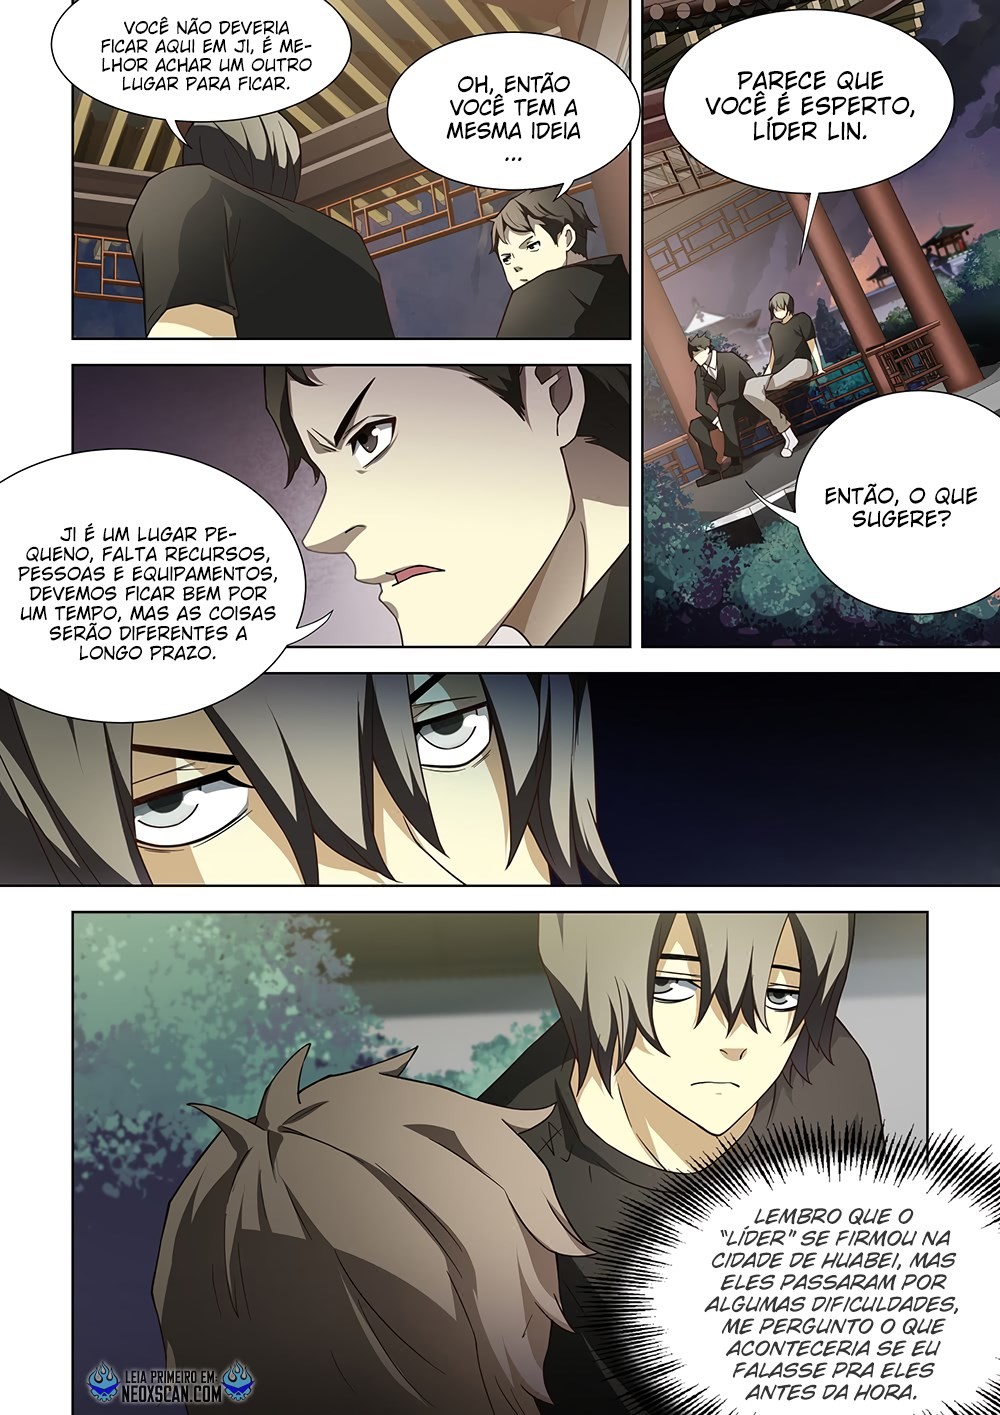 VOCÊ NÃO DEVERIA
FICAR AQUI EM JI, É ME-
LHOR ACHAR UM OUTRO
LUGAR PARA FICAR.
OH, ENTÃO
VOCÊ TEM A
MESMA IDEIA
...
PARECE QUE
VOCÊ É ESPERTO,
LÍDER LIN.
ENTÃO, O QUE
SUGERE?
JI É UM LUGAR PE-
QUENO, FALTA RECURSOS,
PESSOAS E EQUIPAMENTOS,
DEVEMOS FICAR BEM POR
UM TEMPO, MAS AS COISAS
SERÃO DIFERENTES A
LONGO PRAZO.
LEMBRO QUE O
"LÍDER" SE FIRMOU NA
CIDADE DE HUABEI, MAS
ELES PASSARAM POR
ALGUMAS DIFICULDADES,
ME PERGUNTO O QUE
ACONTECERIA SE EU
FALASSE PRA ELES
ANTES DA HORA.
LEIA PRIMEIRO EM:
NEOXSCAN.COM